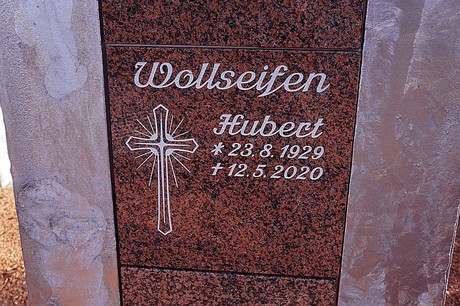 Wollseifen
Hubert
* 23.8.1929
† 12.5.2020